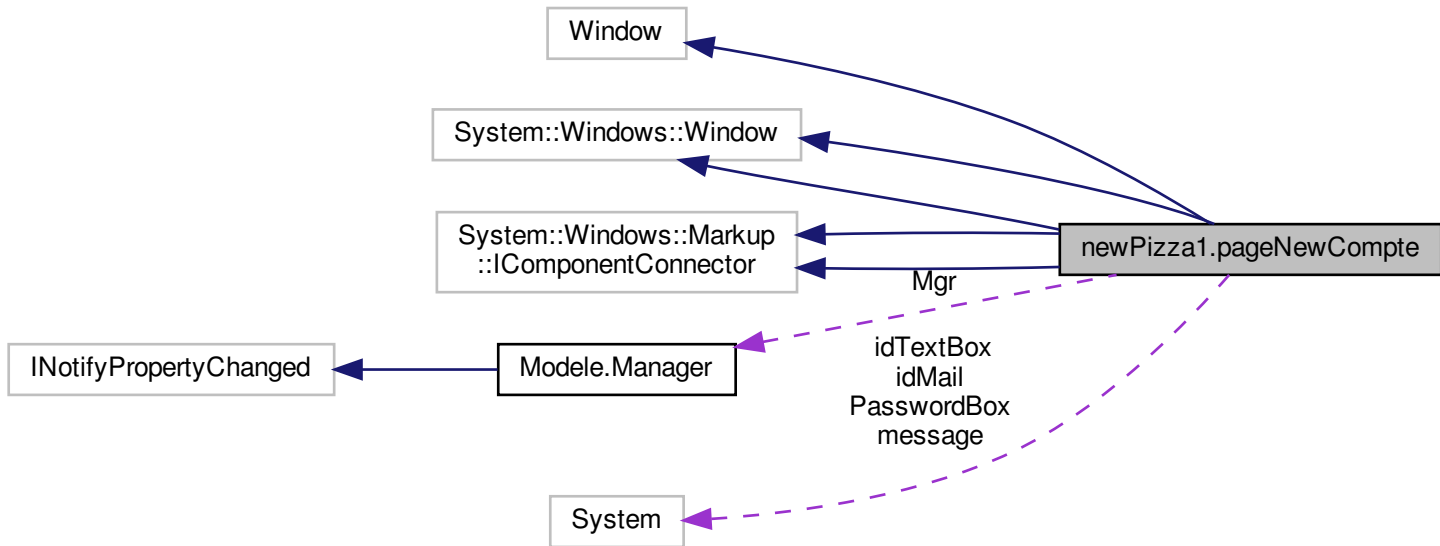 Window
System::Windows::Window
System::Windows::Markup
::IComponentConnector
newPizza1.pageNewCompte
Mgr
INotifyPropertyChanged
Modele.Manager
idTextBox
idMail
PasswordBox
message
System